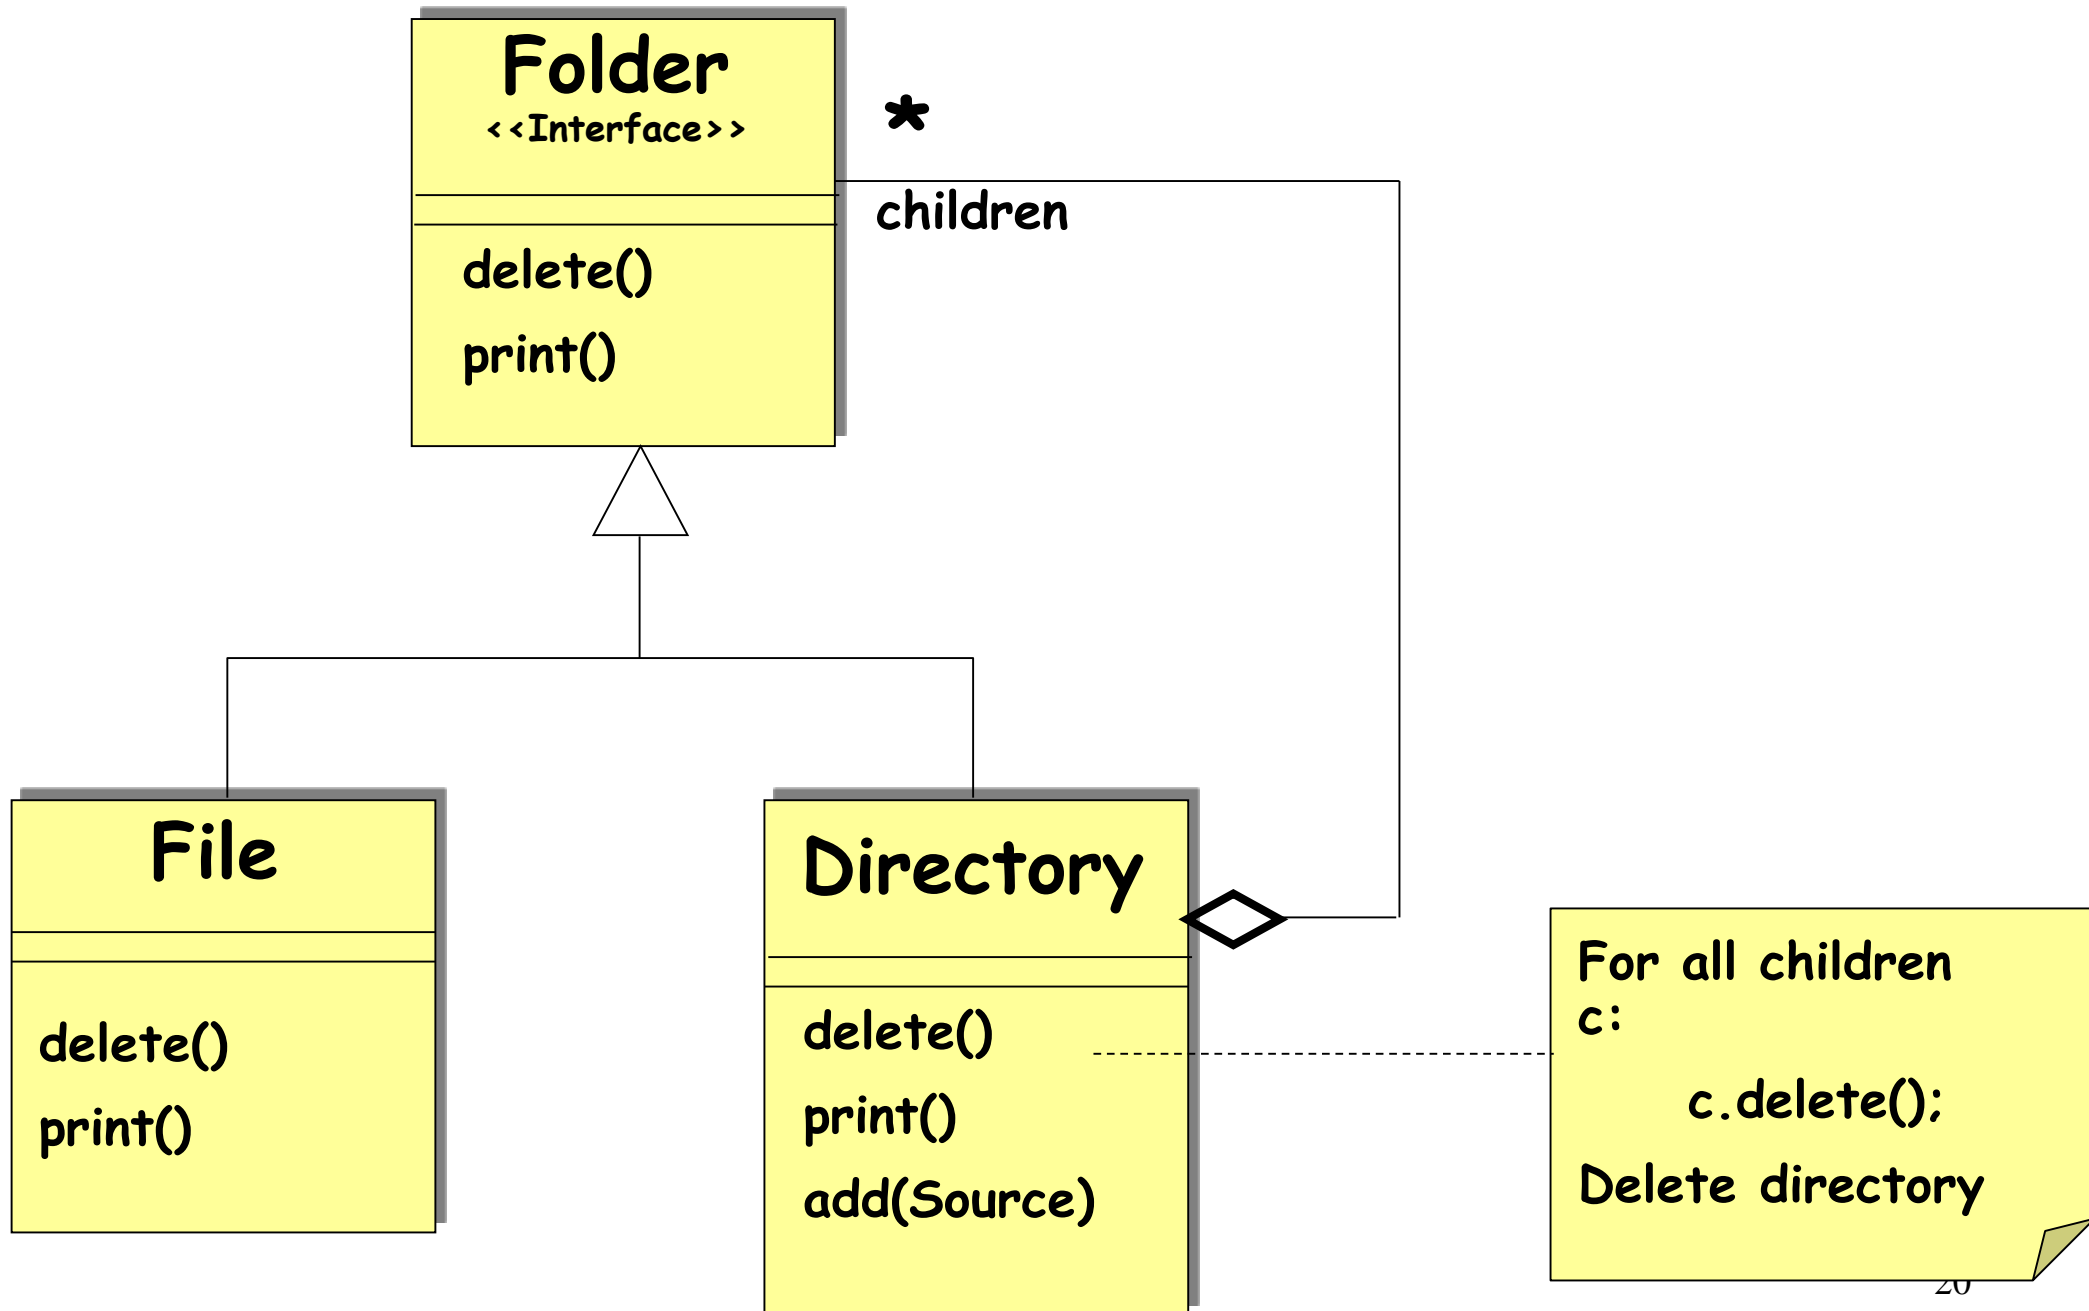 Folder
<<Interface>>
*
children
delete()
print()
File
delete()
print()
Directory
delete()
print()
add(Source)
For all children
c:
c.delete();
Delete directory
20